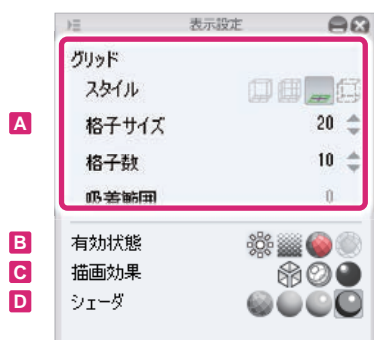 表示設定
グリッド
スタイル
A
格子サイズ 20
格子数 10
吸着範囲 0
B 有効状態
C 描画効果
D シェーダ